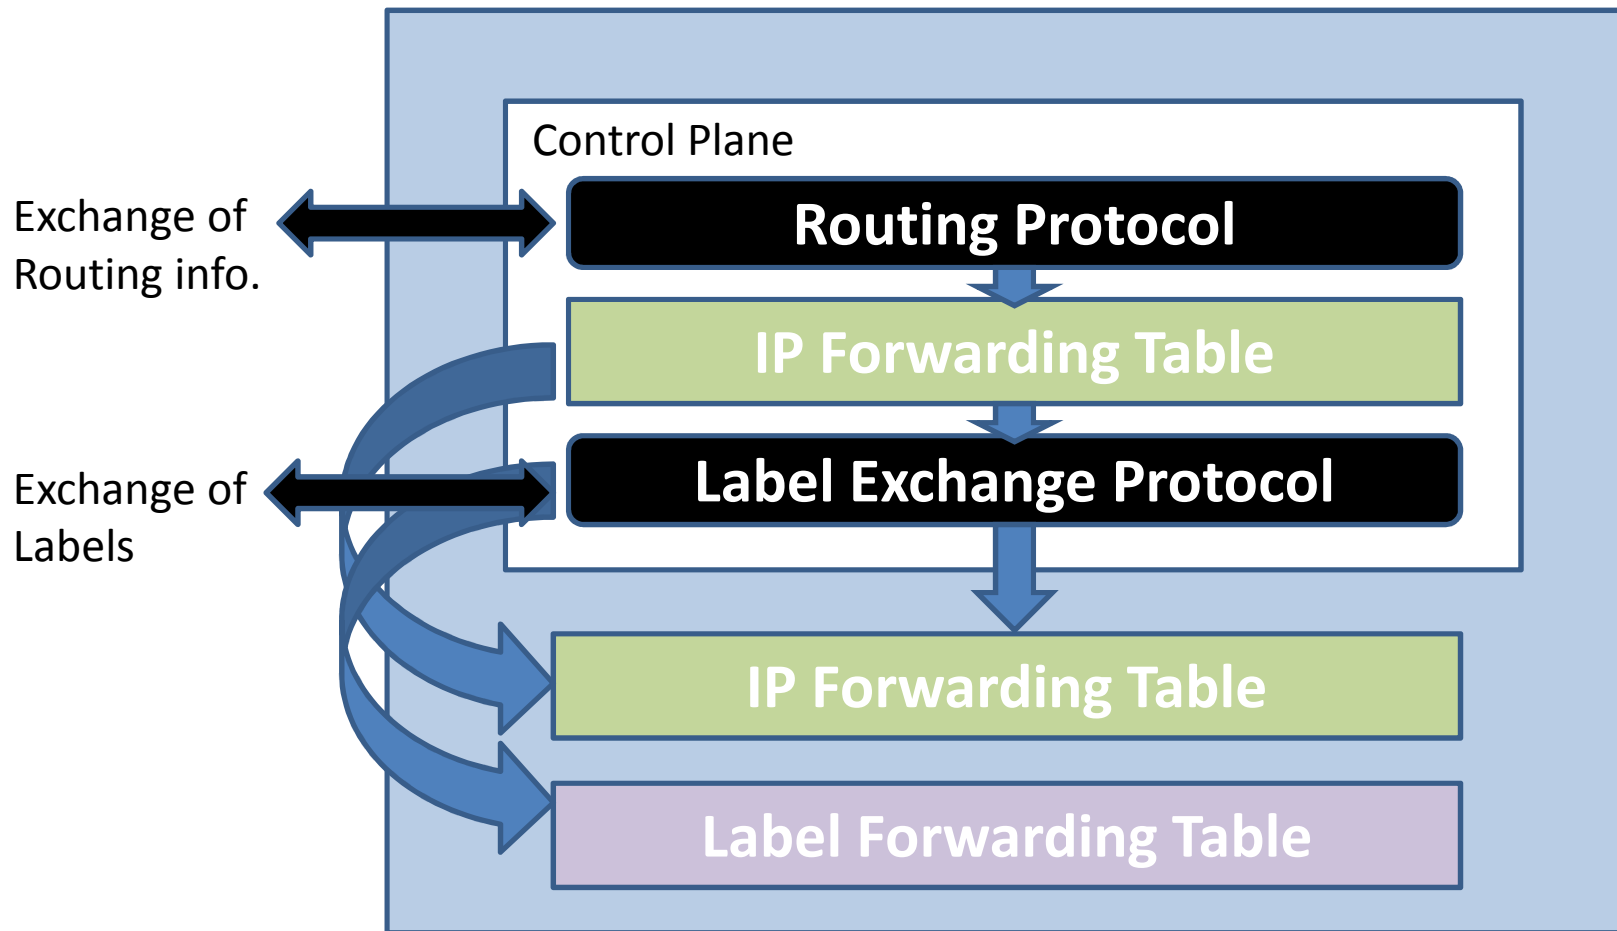 Control Plane
Exchange of
Routing info.
Routing Protocol
IP Forwarding Table
Exchange of
Labels
Label Exchange Protocol
IP Forwarding Table
Label Forwarding Table